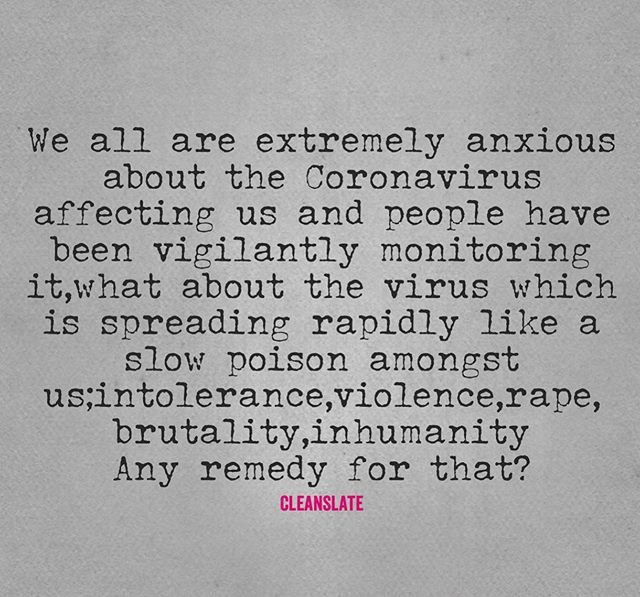 We all are extremely anxious
about the Coronavirus
affecting us and people have
been vigilantly monitoring
it,what about the virus which
is spreading rapidly like a
slow poison amongst
us;intolerance,violence,rape,
brutality,inhumanity
Any remedy for that?
CLEANSLATE